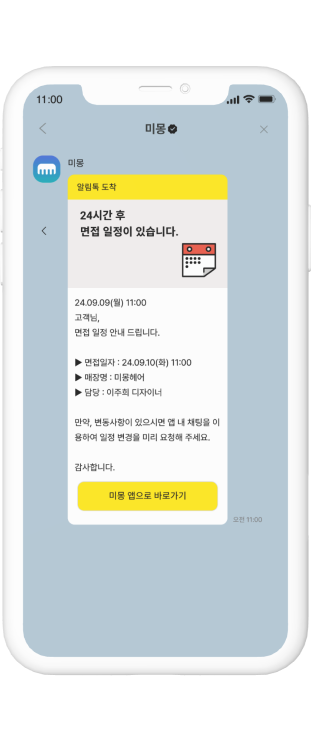 11:00
미몽
미몽
알림톡 도착
24시간 후
면접 일정이 있습니다.
24.09.09(월) 11:00
고객님,
면접 일정 안내 드립니다.
▶ 면접일자 : 24.09.10(화) 11:00
▶ 매장명 : 미몽헤어
▶ 담당 : 이주희 디자이너
만약, 변동사항이 있으시면 앱 내 채팅을 이
용하여 일정 변경을 미리 요청해 주세요.
감사합니다.
미몽 앱으로 바로가기
오전 11:00